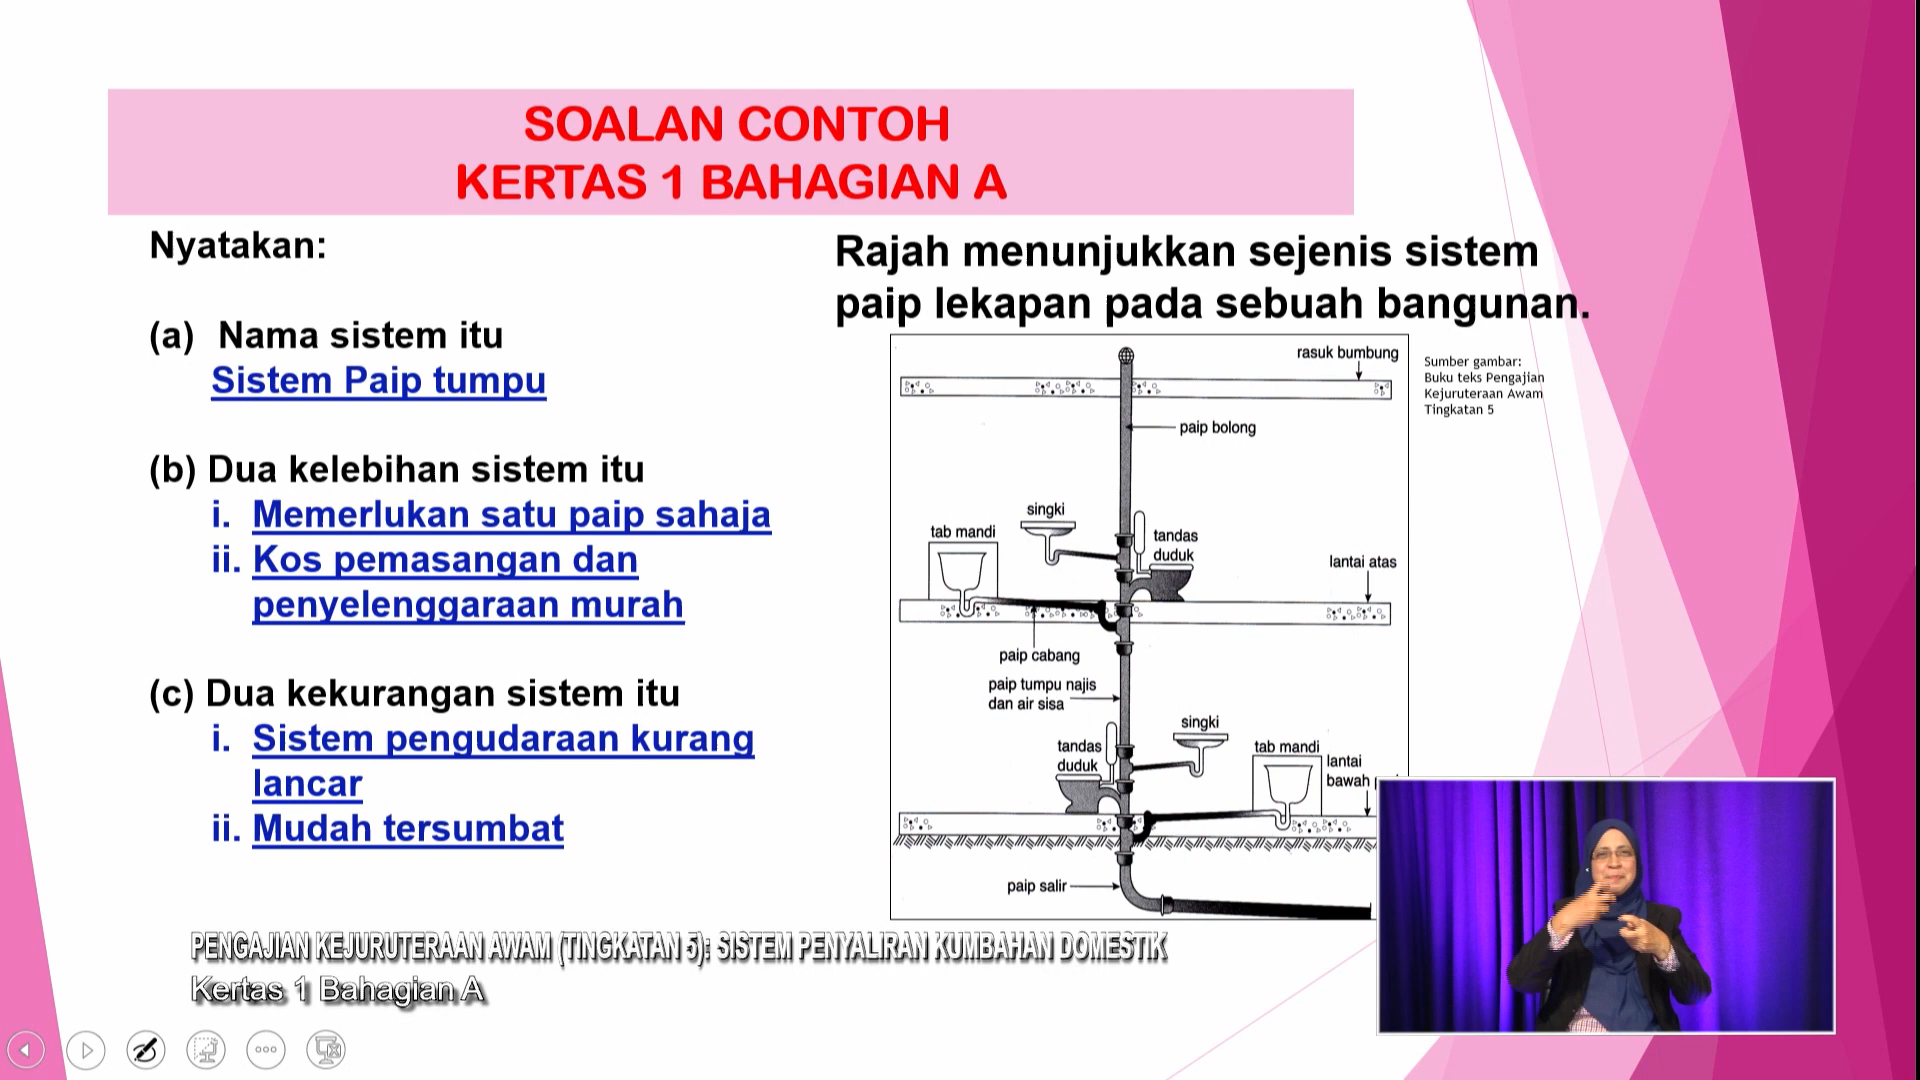 SOALAN CONTOH
KERTAS 1 BAHAGIAN A
Nyatakan:
(a) Nama sistem itu
Sistem Paip tumpu
(b) Dua kelebihan sistem itu
i. Memerlukan satu paip sahaja
ii. Kos pemasangan dan
penyelenggaraan murah
(c) Dua kekurangan sistem itu
i. Sistem pengudaraan kurang
lancar
ii. Mudah tersumbat
Rajah menunjukkan sejenis sistem
paip lekapan pada sebuah bangunan.
rasuk bumbung
paip bolong
singki
tab mandi
tandas
duduk
lantai atas
paip cabang
paip tumpu najis
dan air sisa
singki
tandas
duduk
tab mandi
lantai
bawah
paip salir
Sumber gambar:
Buku teks Pengajian
Kejuruteraan Awam
Tingkatan 5
PENGAJIAN KEJURUTERAAN AWAM (TINGKATAN 5): SISTEM PENYALIRAN KUMBAHAN DOMESTIK
Kertas 1 Bahagian A